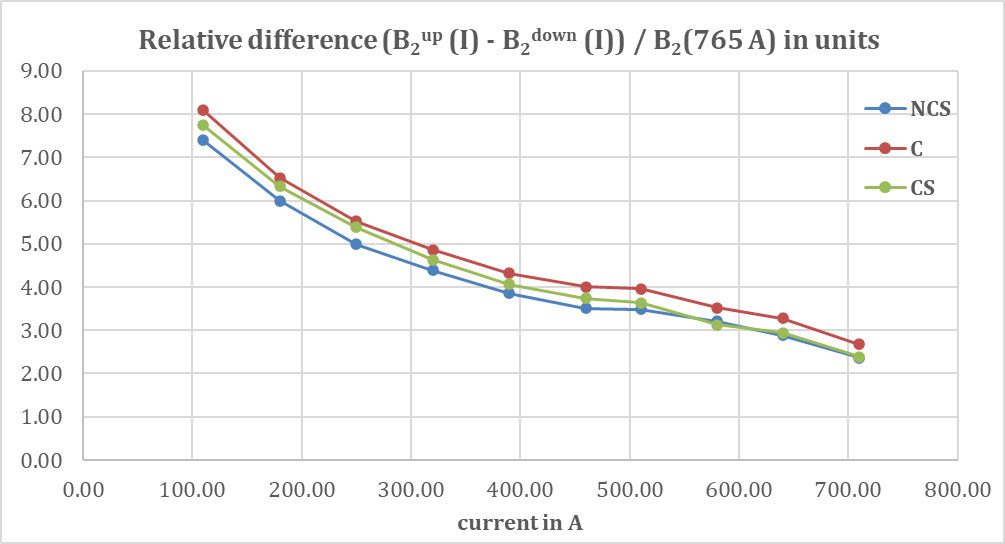 Relative difference (B₂ᵘᵖ (I) - B₂ᵈᵒʷⁿ (I)) / B₂(765 A) in units
9.00
8.00
7.00
6.00
5.00
4.00
3.00
2.00
1.00
0.00
NCS
C
CS
0.00 100.00 200.00 300.00 400.00 500.00 600.00 700.00 800.00
current in A